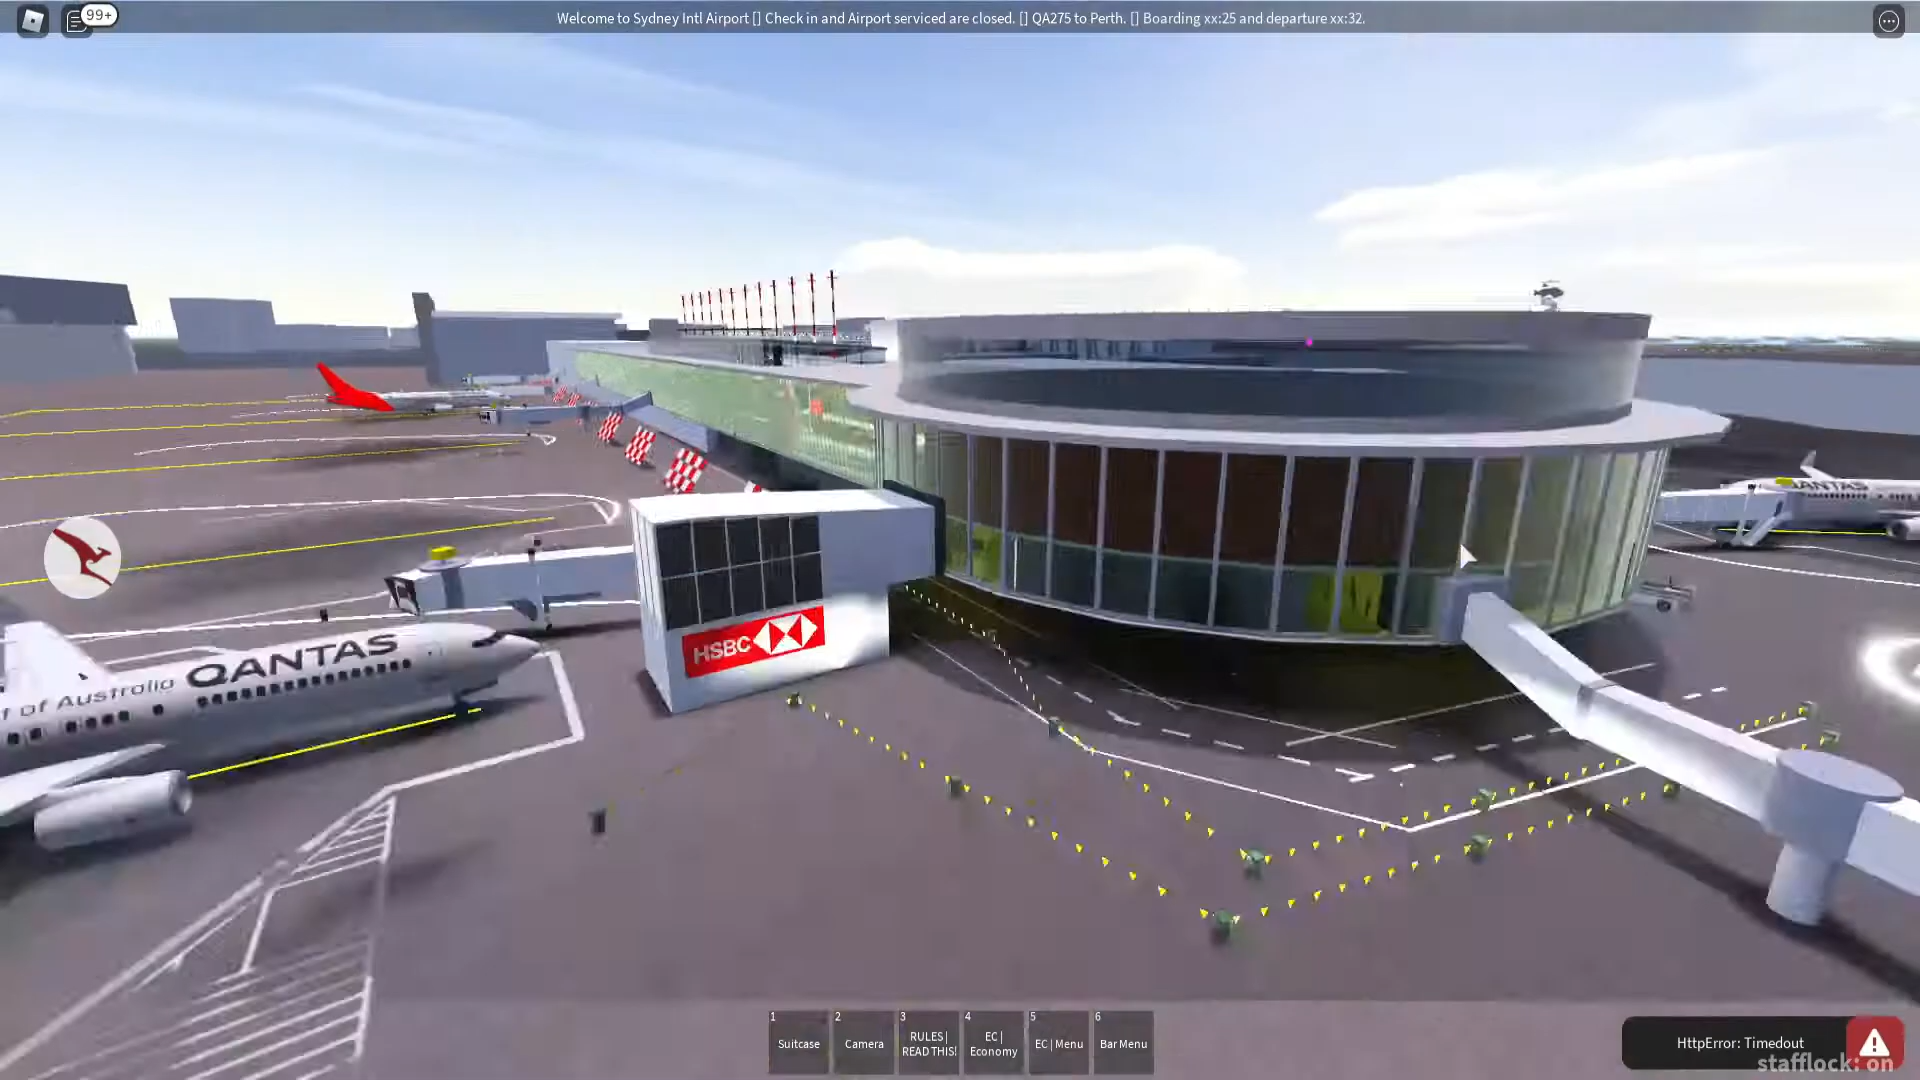 99+
Welcome to Sydney Intl Airport [] Check in and Airport serviced are closed. [] QA275 to Perth. [] Boarding xx:25 and departure xx:32.
QANTAS
QANTAS
f of Australia
HSBC
1
Suitcase
2
Camera
3
RULES |
READ THIS!
4
EC |
Economy
5
EC | Menu
6
Bar Menu
HttpError: Timedout
stafflock: on